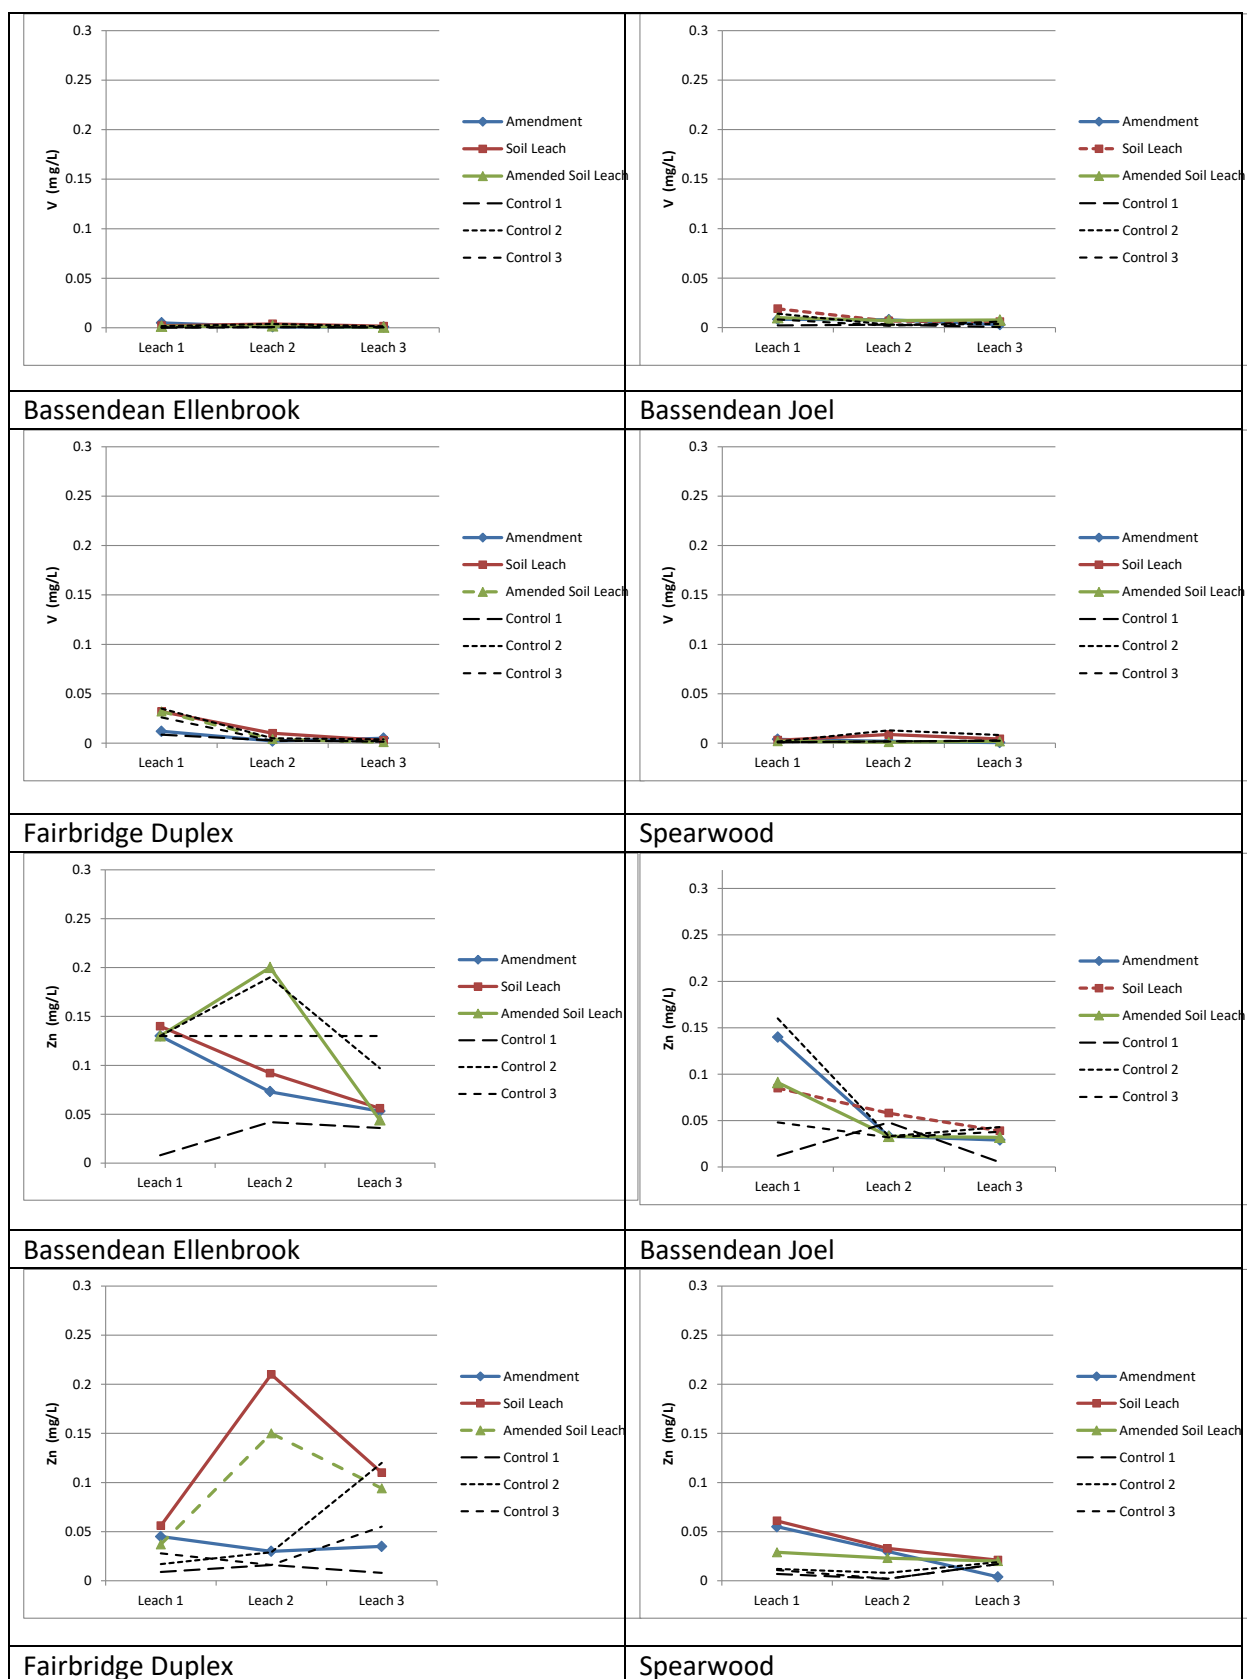 0.3
0.25
0.2
0.15
0.1
0.05
0
V (m g/L)
Leach 1 Leach 2 Leach 3
Amendment
Soil Leach
Amended Soil Leach
Control 1
Control 2
Control 3
0.3
0.25
0.2
0.15
0.1
0.05
0
V (mg/L)
Leach 1 Leach 2 Leach 3
Amendment
Soil Leach
Amended Soil Leach
Control 1
Control 2
Control 3
Bassendean Ellenbrook
Bassendean Joel
0.3
0.25
0.2
0.15
0.1
0.05
0
V (mg/L)
Leach 1 Leach 2 Leach 3
Amendment
Soil Leach
Amended Soil Leach
Control 1
Control 2
Control 3
0.3
0.25
0.2
0.15
0.1
0.05
0
V (mg/L)
Leach 1 Leach 2 Leach 3
Amendment
Soil Leach
Amended Soil Leach
Control 1
Control 2
Control 3
Fairbridge Duplex
Spearwood
0.3
0.25
0.2
0.15
0.1
0.05
0
Zn (mg/L)
Leach 1 Leach 2 Leach 3
Amendment
Soil Leach
Amended Soil Leach
Control 1
Control 2
Control 3
0.3
0.25
0.2
0.15
0.1
0.05
0
Zn (mg/L)
Leach 1 Leach 2 Leach 3
Amendment
Soil Leach
Amended Soil Leach
Control 1
Control 2
Control 3
Bassendean Ellenbrook
Bassendean Joel
0.3
0.25
0.2
0.15
0.1
0.05
0
Zn (mg/L)
Leach 1 Leach 2 Leach 3
Amendment
Soil Leach
Amended Soil Leach
Control 1
Control 2
Control 3
0.3
0.25
0.2
0.15
0.1
0.05
0
Zn (mg/L)
Leach 1 Leach 2 Leach 3
Amendment
Soil Leach
Amended Soil Leach
Control 1
Control 2
Control 3
Fairbridge Duplex
Spearwood